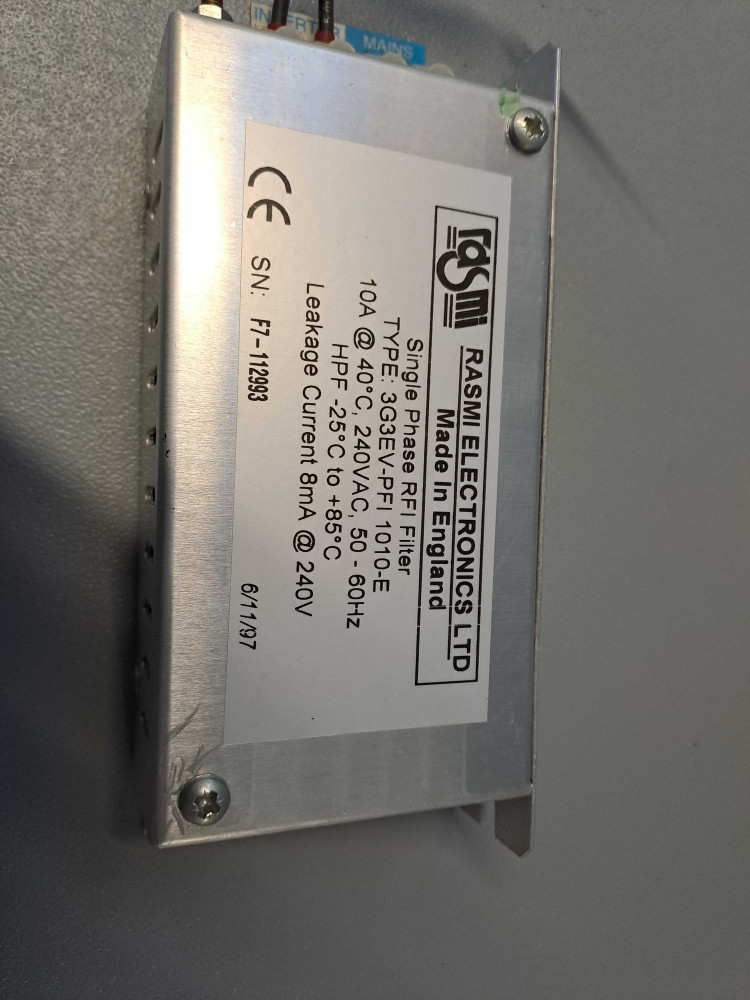 INVERTER
MAINS
rasmi
RASMI ELECTRONICS LTD
Made In England
Single Phase RFI Filter
TYPE: 3G3EV-PFI 1010-E
10A @ 40°C, 240VAC, 50 - 60Hz
HPF -25°C to +85°C
Leakage Current 8mA @ 240V
CE SN: F7-112993 6/11/97